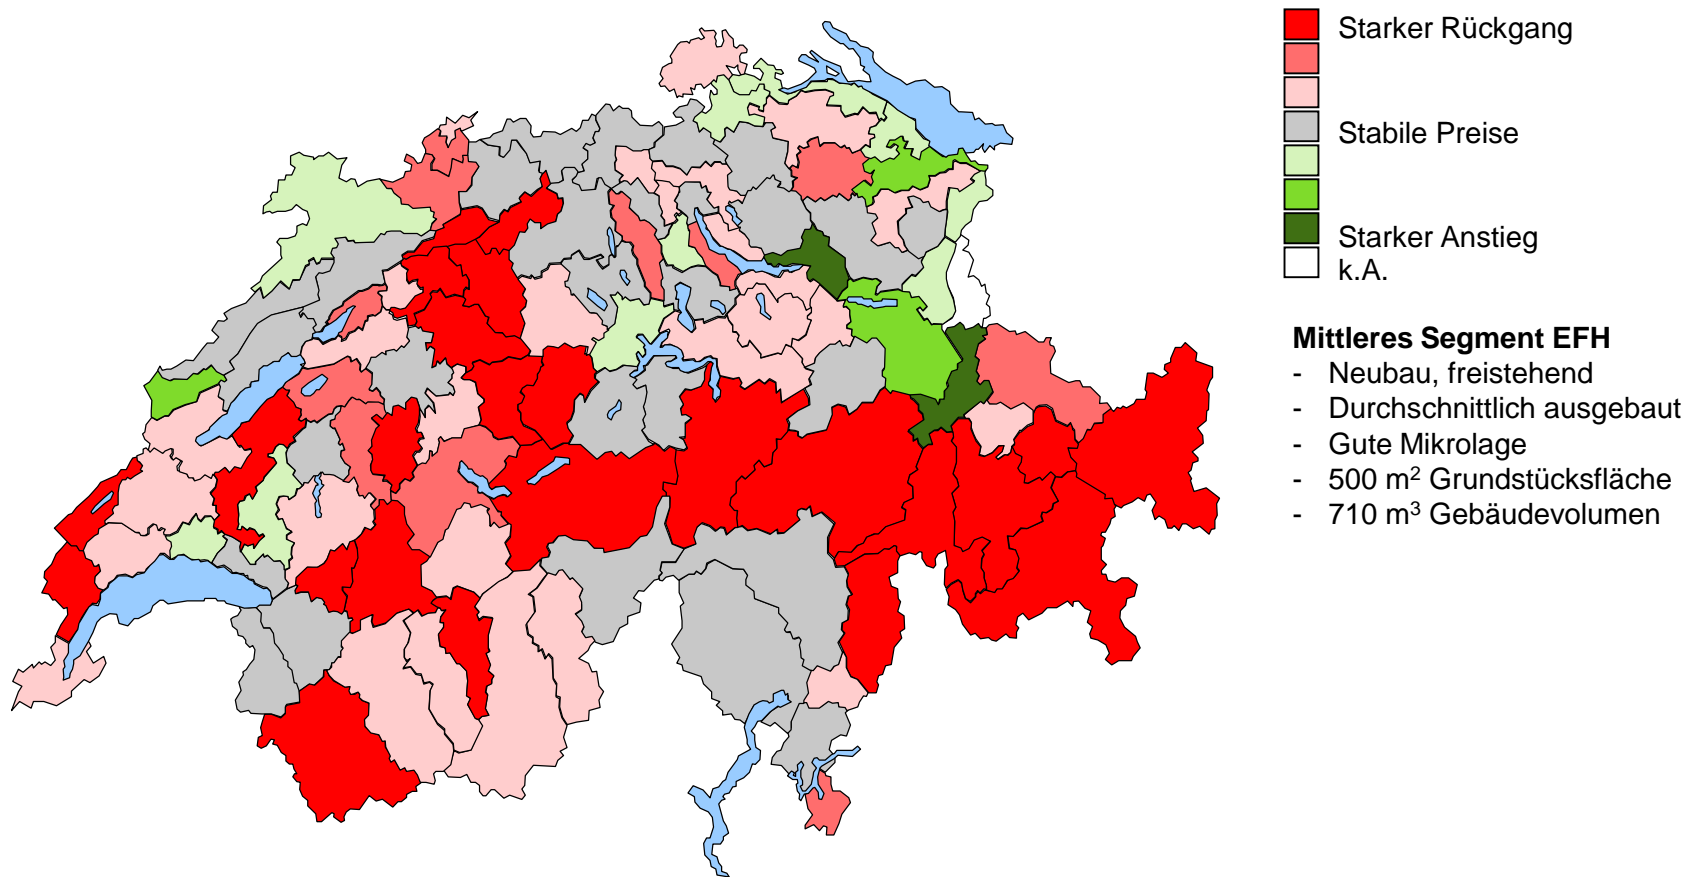 Starker Rückgang
Stabile Preise
Starker Anstieg
k.A.
Mittleres Segment EFH
- Neubau, freistehend
- Durchschnittlich ausgebaut
- Gute Mikrolage
- 500 m² Grundstücksfläche
- 710 m³ Gebäudevolumen